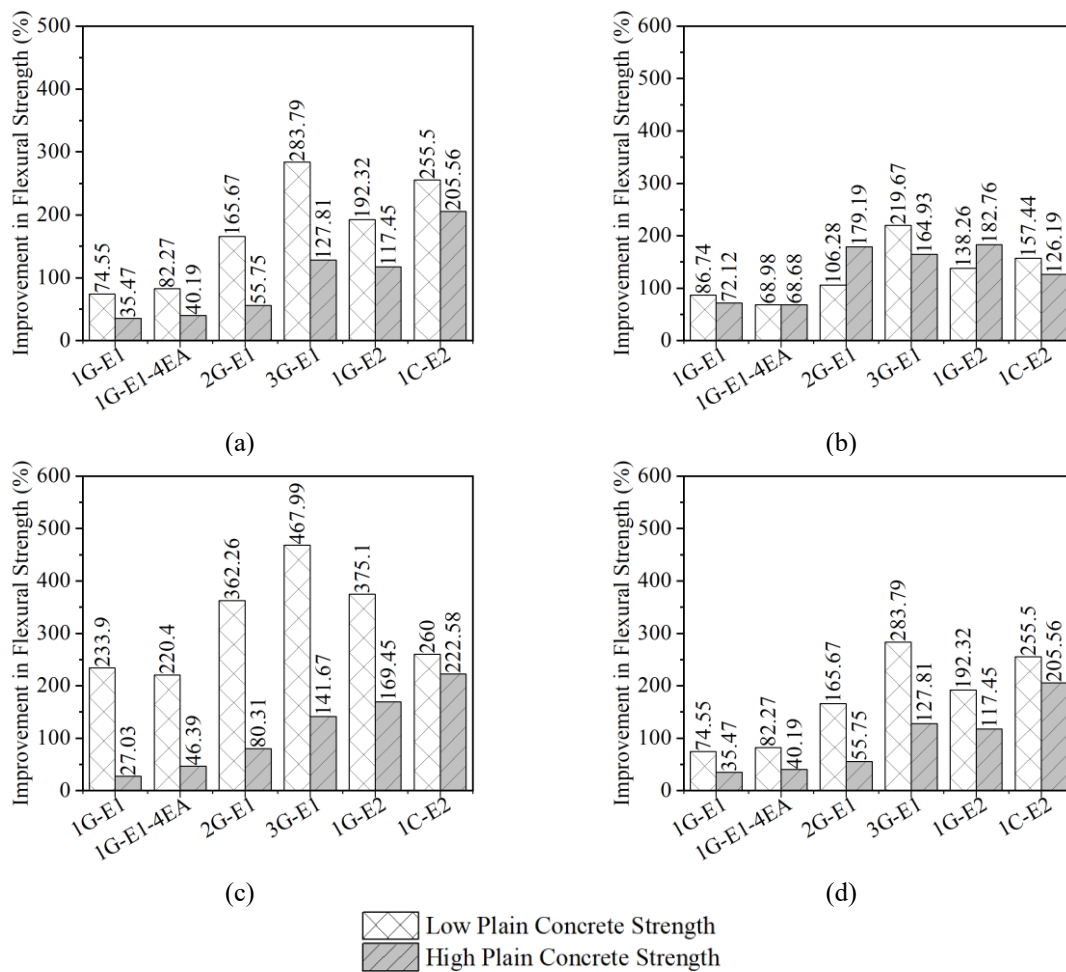 Improvement in Flexural Strength (%)
500
400
300
200
100
0
74.55
35.47
82.27
40.19
165.67
55.75
283.79
127.81
192.32
117.45
255.5
205.56
1G-E1
1G-E1-4EA
2G-E1
3G-E1
1G-E2
1C-E2
(a)
Improvement in Flexural Strength (%)
600
500
400
300
200
100
0
86.74
72.12
68.98
68.68
106.28
179.19
219.67
164.93
138.26
182.76
157.44
126.19
1G-E1
1G-E1-4EA
2G-E1
3G-E1
1G-E2
1C-E2
(b)
Improvement in Flexural Strength (%)
600
500
400
300
200
100
0
233.9
27.03
220.4
46.39
362.26
80.31
467.99
141.67
375.1
169.45
260
222.58
1G-E1
1G-E1-4EA
2G-E1
3G-E1
1G-E2
1C-E2
(c)
Improvement in Flexural Strength (%)
600
500
400
300
200
100
0
74.55
35.47
82.27
40.19
165.67
55.75
283.79
127.81
192.32
117.45
255.5
205.56
1G-E1
1G-E1-4EA
2G-E1
3G-E1
1G-E2
1C-E2
(d)
Low Plain Concrete Strength
High Plain Concrete Strength